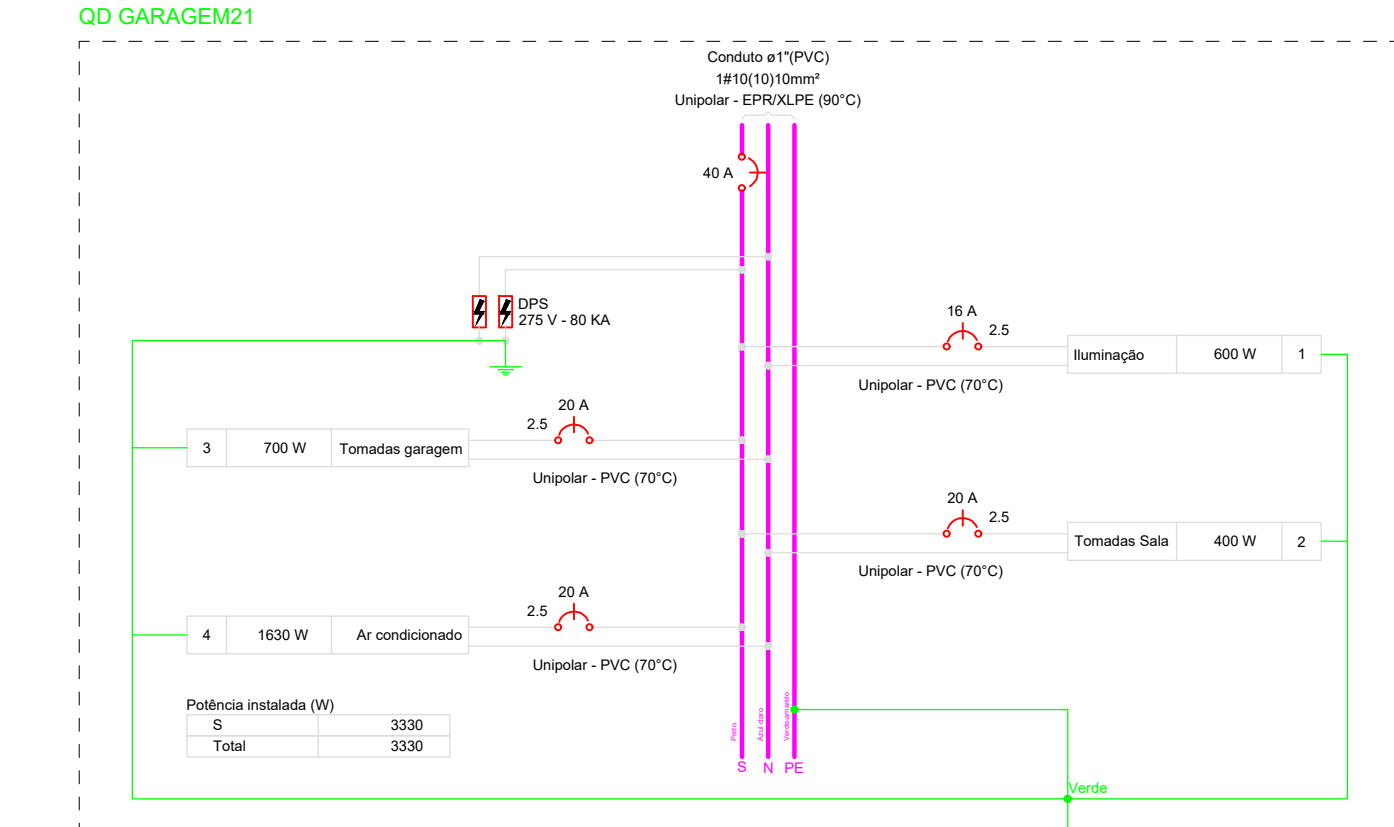 QD GARAGEM21
Conduto ø1"(PVC)
1#10(10)10mm²
Unipolar - EPR/XLPE (90°C)
40 A
DPS
275 V - 80 KA
16 A
2.5
Iluminação 600 W 1
Unipolar - PVC (70°C)
20 A
2.5
3 700 W Tomadas garagem
Unipolar - PVC (70°C)
20 A
2.5
Tomadas Sala 400 W 2
Unipolar - PVC (70°C)
20 A
2.5
4 1630 W Ar condicionado
Unipolar - PVC (70°C)
Potência instalada (W)
S 3330
Total 3330
Preto
Azul claro
Verde-amarelo
S N PE
Verde